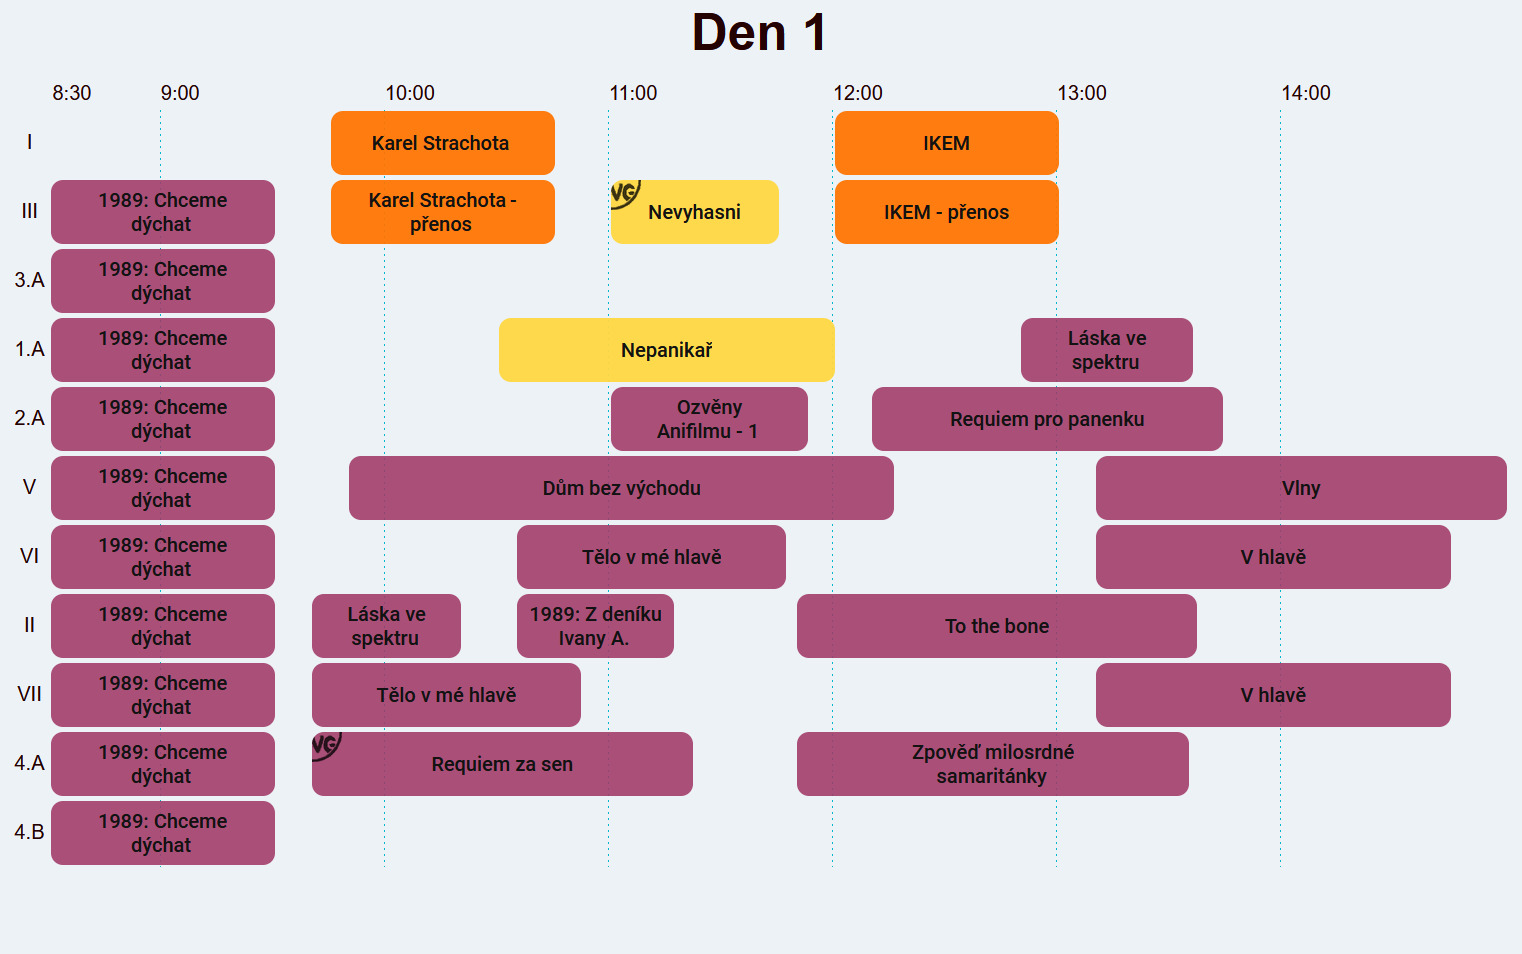 Den 1
8:30 9:00 10:00 11:00 12:00 13:00 14:00
I Karel Strachota IKEM
III 1989: Chceme
dýchat Karel Strachota -
přenos VG Nevyhasni IKEM - přenos
3.A 1989: Chceme
dýchat
1.A 1989: Chceme
dýchat Nepanikař Láska ve
spektru
2.A 1989: Chceme
dýchat Ozvěny
Anifilmu - 1 Requiem pro panenku
V 1989: Chceme
dýchat Dům bez východu Vlny
VI 1989: Chceme
dýchat Tělo v mé hlavě V hlavě
II 1989: Chceme
dýchat Láska ve
spektru 1989: Z deníku
Ivany A. To the bone
VII 1989: Chceme
dýchat Tělo v mé hlavě V hlavě
4.A 1989: Chceme
dýchat VG Requiem za sen Zpověď milosrdné
samaritánky
4.B 1989: Chceme
dýchat